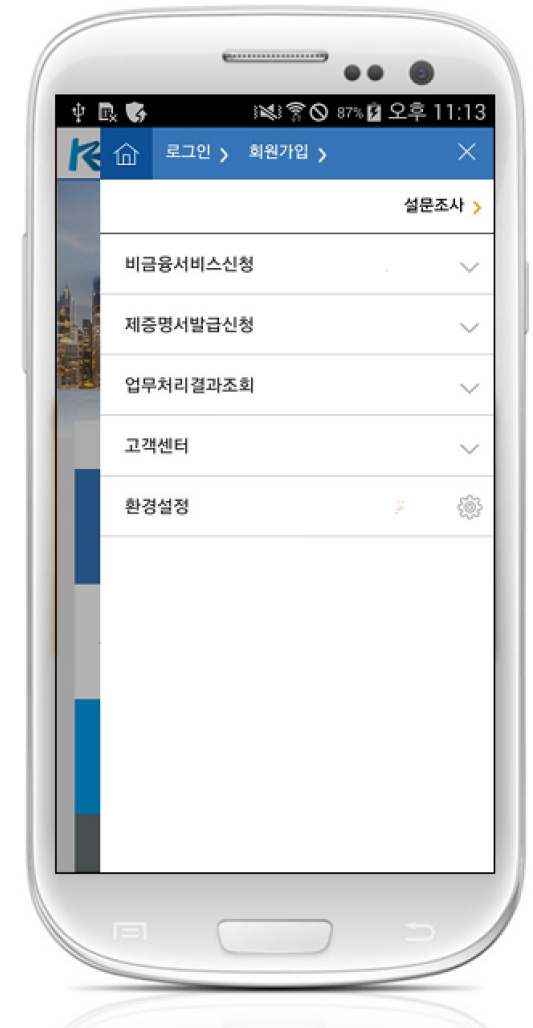 87% 오후 11:13
로그인 > 회원가입 >
설문조사 >
비금융서비스신청
제증명서발급신청
업무처리결과조회
고객센터
환경설정